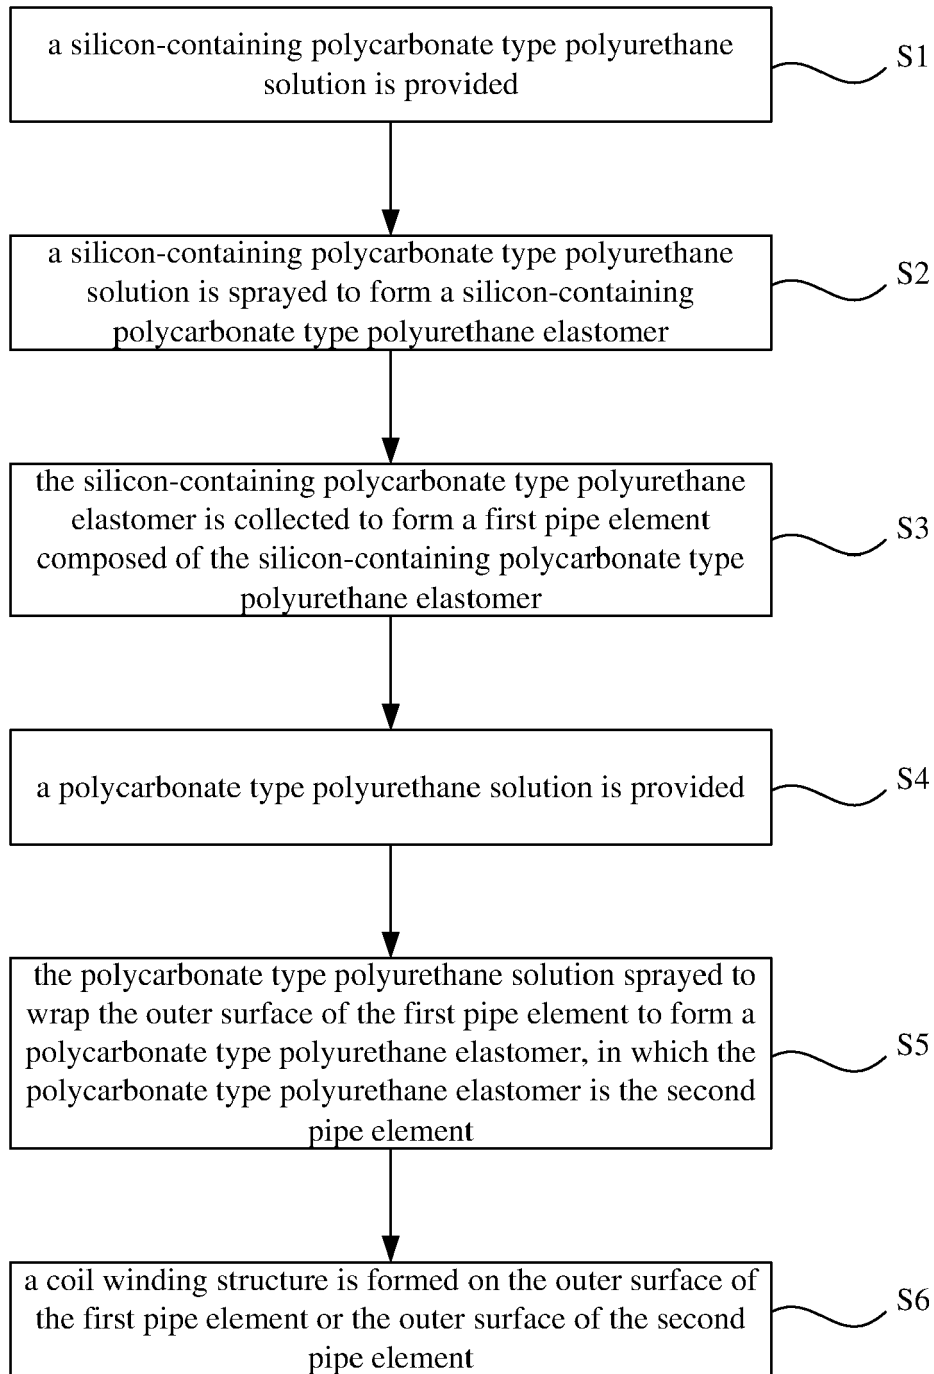 a silicon-containing polycarbonate type polyurethane
solution is provided
S1
a silicon-containing polycarbonate type polyurethane
solution is sprayed to form a silicon-containing
polycarbonate type polyurethane elastomer
S2
the silicon-containing polycarbonate type polyurethane
elastomer is collected to form a first pipe element
composed of the silicon-containing polycarbonate type
polyurethane elastomer
S3
a polycarbonate type polyurethane solution is provided
S4
the polycarbonate type polyurethane solution sprayed to
wrap the outer surface of the first pipe element to form a
polycarbonate type polyurethane elastomer, in which the
polycarbonate type polyurethane elastomer is the second
pipe element
S5
a coil winding structure is formed on the outer surface of
the first pipe element or the outer surface of the second
pipe element
S6